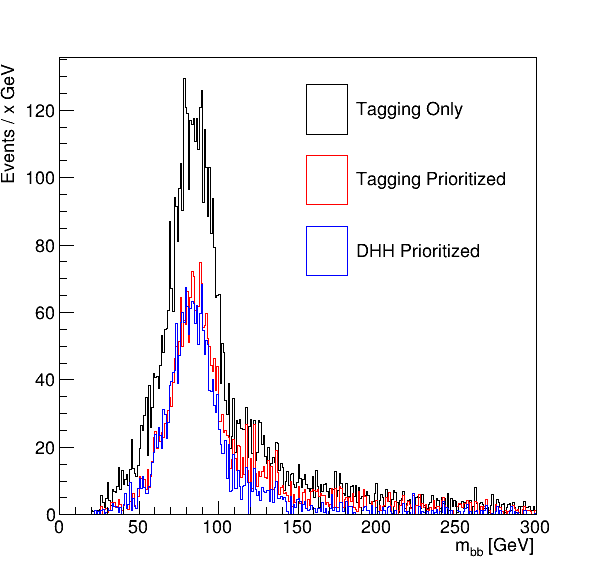 Events / x GeV
120
100
80
60
40
20
0
Tagging Only
Tagging Prioritized
DHH Prioritized
0 50 100 150 200 250 300
m_bb [GeV]